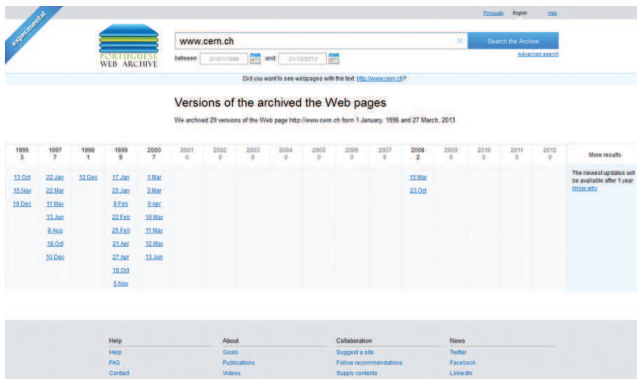 Português English Help
experimental
PORTUGUESE
WEB ARCHIVE
www.cern.ch × Search the Archive
between: 01/01/1996 and: 31/12/2012 Advanced search
Did you want to see webpages with the text http://www.cern.ch?
Versions of the archived the Web pages
We archived 29 versions of the Web page http://www.cern.ch from 1 January, 1996 and 27 March, 2013
1996 1997 1998 1999 2000 2001 2002 2003 2004 2005 2006 2007 2008 2009 2010 2011 2012 More results
3 7 1 9 7 0 0 0 0 0 0 0 2 0 0 0 0
13 Oct 22 Jan 12 Dec 17 Jan 1 Mar 15 Mar The newest updates will
15 Nov 22 Mar 25 Jan 3 Mar 23 Oct be available after 1 year
19 Dec 11 May 8 Feb 9 Apr know why
13 Jun 22 Feb 10 May
8 Aug 25 Feb 11 May
18 Oct 21 Apr 12 May
10 Dec 27 Apr 13 Jun
10 Oct
5 Nov
Help About Collaboration News
Help Goals Suggest a site Twitter
FAQ Publications Follow recommendations Facebook
Contact Videos Supply contents LinkedIn